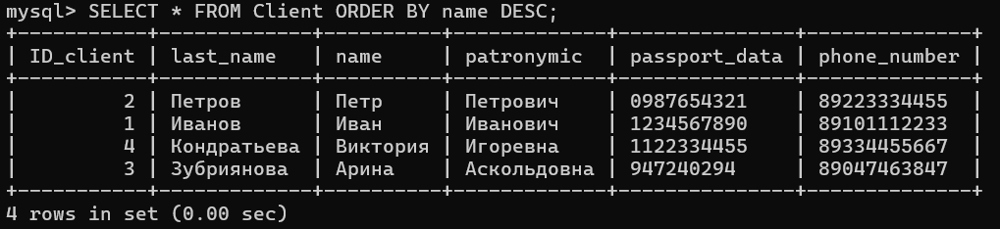 mysql> SELECT * FROM Client ORDER BY name DESC;
+-----------+-------------+----------+-------------+---------------+--------------+
| ID_client | last_name   | name     | patronymic  | passport_data | phone_number |
+-----------+-------------+----------+-------------+---------------+--------------+
|         2 | Петров      | Петр     | Петрович    | 0987654321    | 89223334455  |
|         1 | Иванов      | Иван     | Иванович    | 1234567890    | 89101112233  |
|         4 | Кондратьева | Виктория | Игоревна    | 1122334455    | 89334455667  |
|         3 | Зубриянова  | Арина    | Аскольдовна | 947240294     | 89047463847  |
+-----------+-------------+----------+-------------+---------------+--------------+
4 rows in set (0.00 sec)